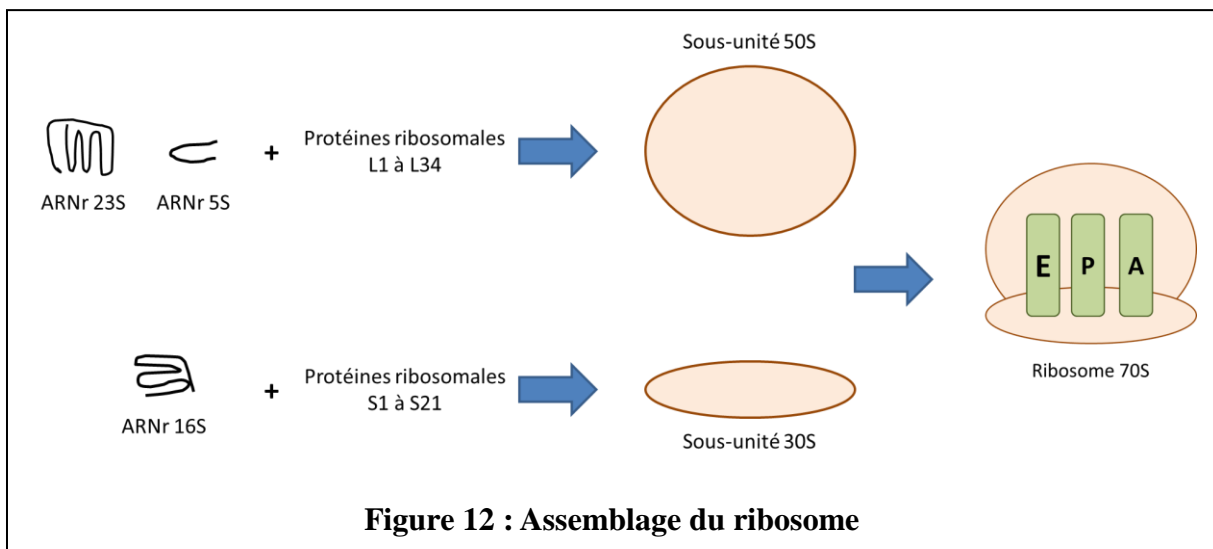 Sous-unité 50S
ARNr 23S
ARNr 5S
+
Protéines ribosomales
L1 à L34
E
P
A
Ribosome 70S
ARNr 16S
+
Protéines ribosomales
S1 à S21
Sous-unité 30S
Figure 12 : Assemblage du ribosome